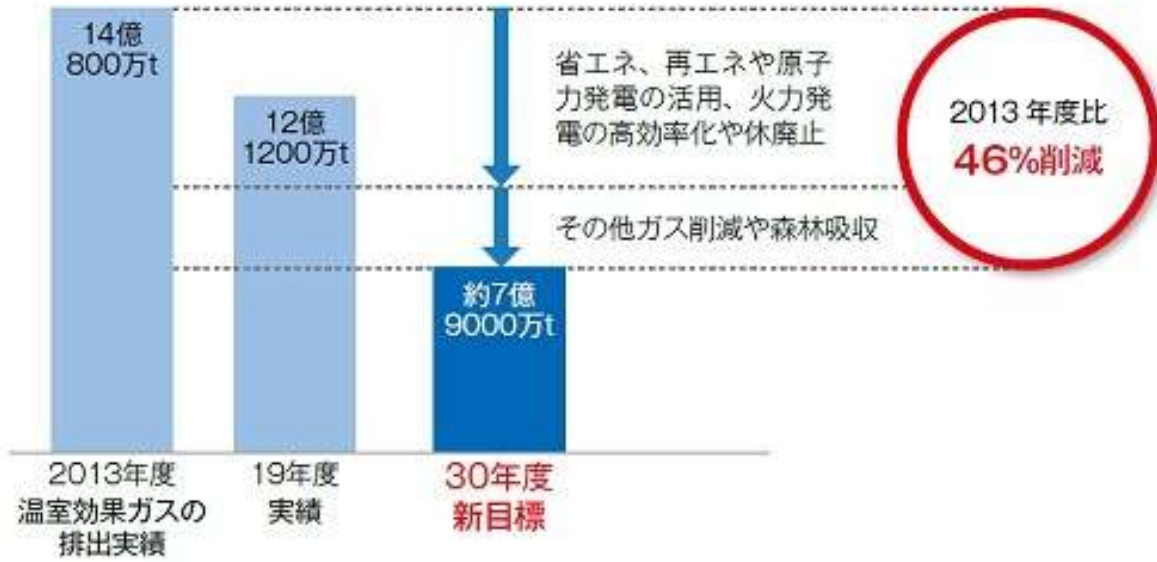 14億
800万t
12億
1200万t
約7億
9000万t
省エネ、再エネや原子
力発電の活用、火力発
電の高効率化や休廃止
その他ガス削減や森林吸収
2013年度比
46%削減
2013年度
温室効果ガスの
排出実績
19年度
実績
30年度
新目標